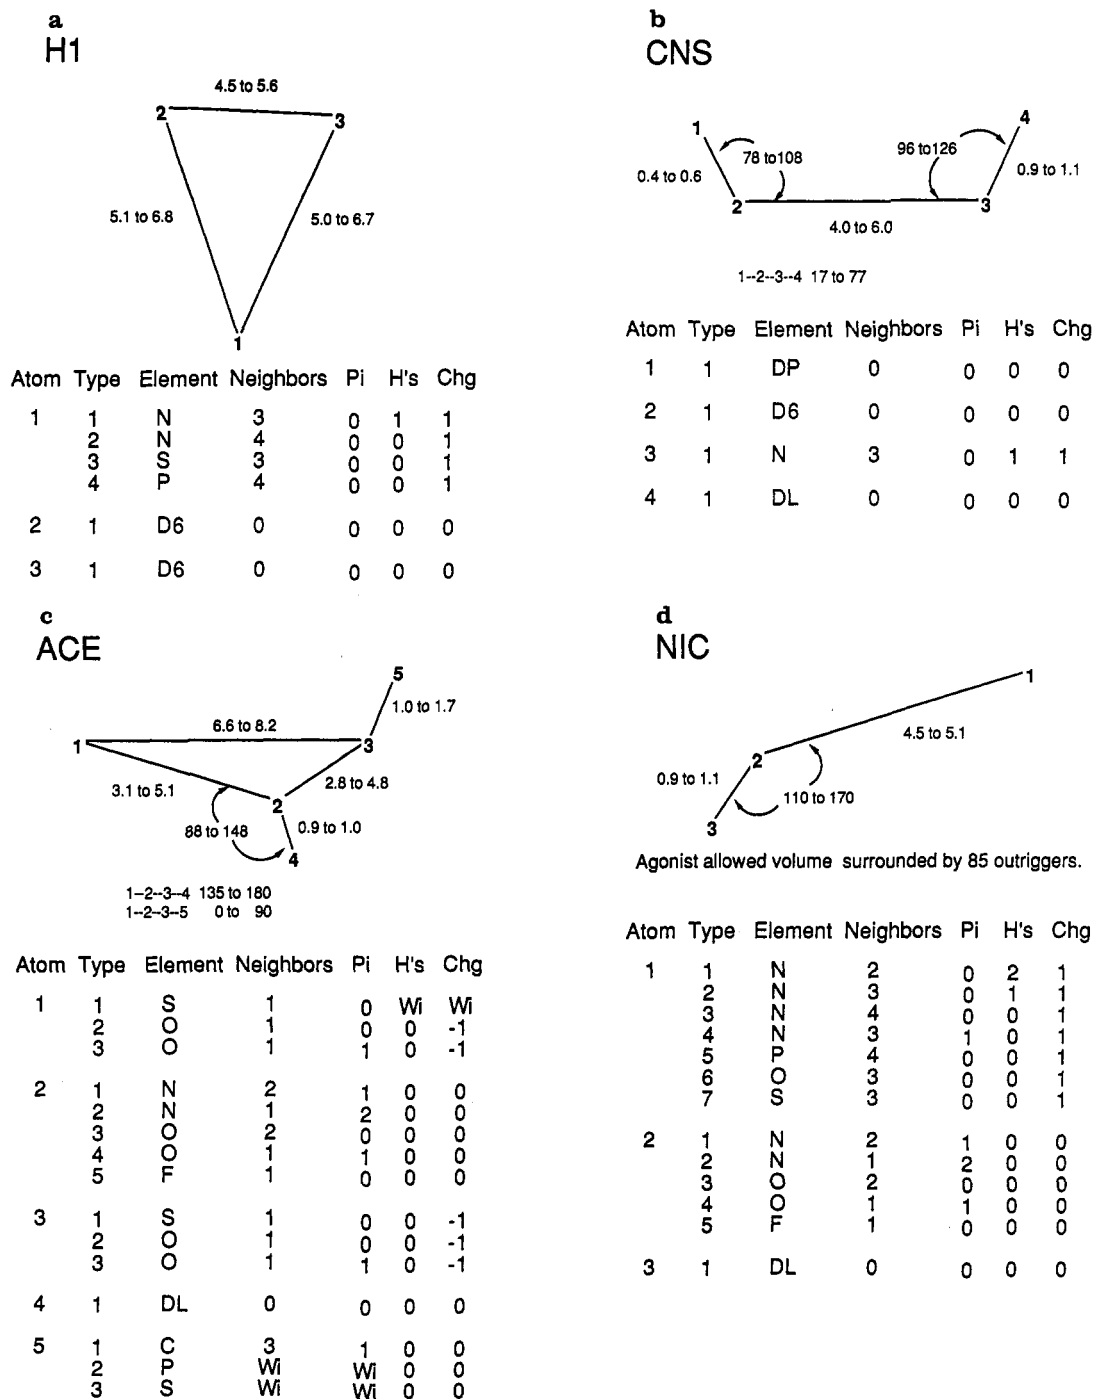 a
H1
4.5 to 5.6
2
3
5.1 to 6.8
5.0 to 6.7
1
Atom Type Element Neighbors Pi H's Chg
1 1 N 3 0 1 1
2 N 4 0 0 1
3 S 3 0 0 1
4 P 4 0 0 1
2 1 D6 0 0 0 0
3 1 D6 0 0 0 0
b
CNS
1
4
78 to108
96 to126
0.4 to 0.6
0.9 to 1.1
2
3
4.0 to 6.0
1--2--3--4 17 to 77
Atom Type Element Neighbors Pi H's Chg
1 1 DP 0 0 0 0
2 1 D6 0 0 0 0
3 1 N 3 0 1 1
4 1 DL 0 0 0 0
c
ACE
5
1.0 to 1.7
6.6 to 8.2
1
3
3.1 to 5.1
2.8 to 4.8
2
88 to 148
0.9 to 1.0
4
1--2--3--4 135 to 180
1--2--3--5 0 to 90
Atom Type Element Neighbors Pi H's Chg
1 1 S 1 0 Wi Wi
2 O 1 0 0 -1
3 O 1 1 0 -1
2 1 N 2 1 0 0
2 N 1 2 0 0
3 O 2 0 0 0
4 O 1 1 0 0
5 F 1 0 0 0
3 1 S 1 0 0 -1
2 O 1 0 0 -1
3 O 1 1 0 -1
4 1 DL 0 0 0 0
5 1 C 3 1 0 0
2 P Wi Wi 0 0
3 S Wi Wi 0 0
d
NIC
1
4.5 to 5.1
2
0.9 to 1.1
110 to 170
3
Agonist allowed volume surrounded by 85 outriggers.
Atom Type Element Neighbors Pi H's Chg
1 1 N 2 0 2 1
2 N 3 0 1 1
3 N 4 0 0 1
4 N 3 1 0 1
5 P 4 0 0 1
6 O 3 0 0 1
7 S 3 0 0 1
2 1 N 2 1 0 0
2 N 1 2 0 0
3 O 2 0 0 0
4 O 1 1 0 0
5 F 1 0 0 0
3 1 DL 0 0 0 0